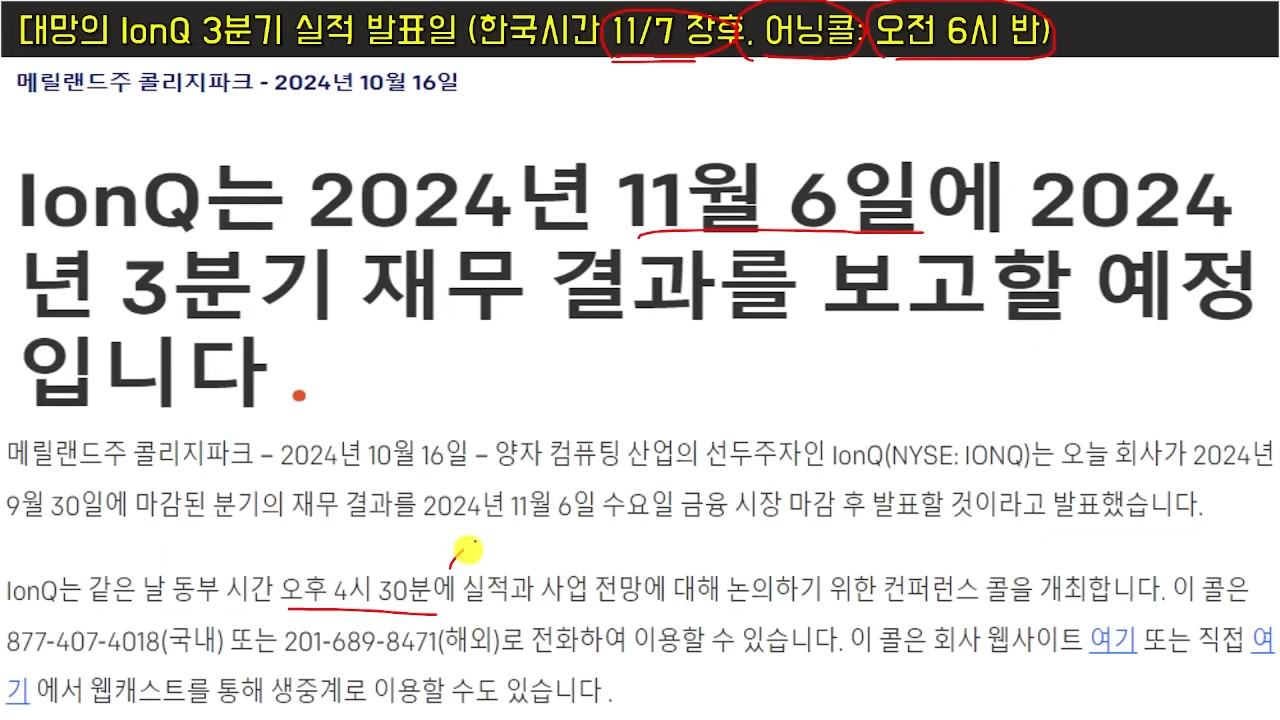 대망의 IonQ 3분기 실적 발표일 (한국시간 11/7 장후, 어닝콜: 오전 6시 반)
메릴랜드주 콜리지파크 - 2024년 10월 16일
IonQ는 2024년 11월 6일에 2024
년 3분기 재무 결과를 보고할 예정
입니다.
메릴랜드주 콜리지파크 – 2024년 10월 16일 – 양자 컴퓨팅 산업의 선두주자인 IonQ(NYSE: IONQ)는 오늘 회사가 2024년
9월 30일에 마감된 분기의 재무 결과를 2024년 11월 6일 수요일 금융 시장 마감 후 발표할 것이라고 발표했습니다.
IonQ는 같은 날 동부 시간 오후 4시 30분에 실적과 사업 전망에 대해 논의하기 위한 컨퍼런스 콜을 개최합니다. 이 콜은
877-407-4018(국내) 또는 201-689-8471(해외)로 전화하여 이용할 수 있습니다. 이 콜은 회사 웹사이트 여기 또는 직접 여
기 에서 웹캐스트를 통해 생중계로 이용할 수도 있습니다 .